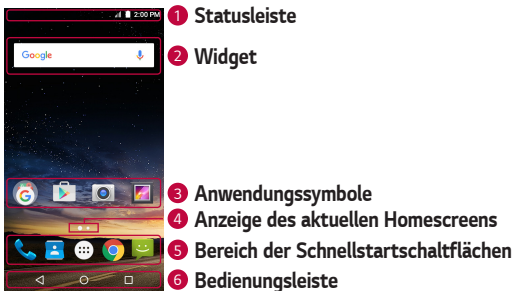 2:00 PM
1 Statusleiste
Google
2 Widget
3 Anwendungssymbole
4 Anzeige des aktuellen Homescreens
5 Bereich der Schnellstartschaltflächen
6 Bedienungsleiste